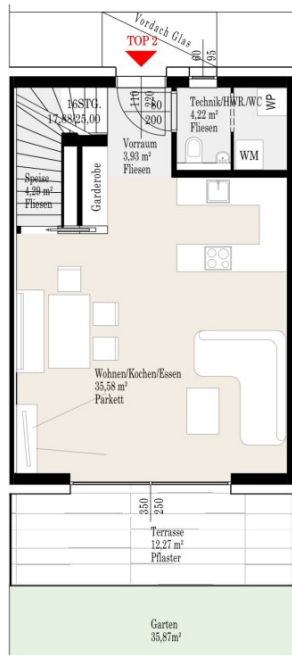 Vordach Glas
TOP 2
60
95
16STG.
17,88/25,00
110
220
80
200
Technik/HWR./WC
4,22 m²
Fliesen
WP
WM
Vorraum
3,93 m²
Fliesen
Speise
4,29 m²
Fliesen
Garderobe
Wohnen/Kochen/Essen
35,58 m²
Parkett
350
250
Terrasse
12,27 m²
Pflaster
Garten
35,87m²